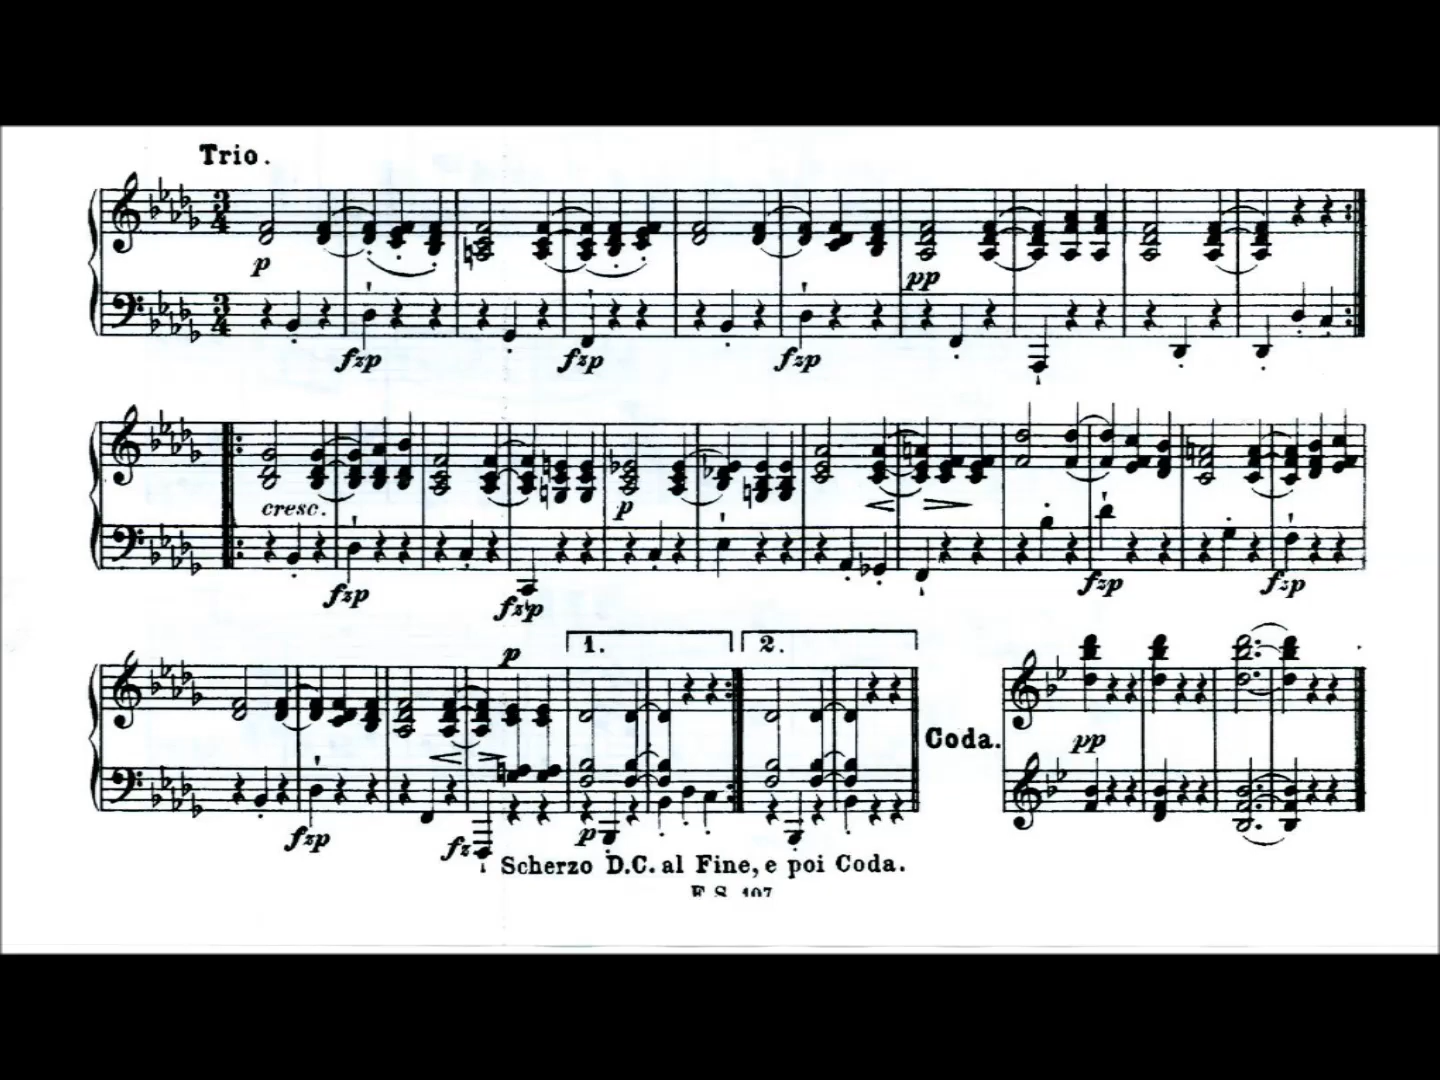 Trio.
p
pp
fzp fzp fzp
cresc. p
fzp fzp fzp fzp
p 1. 2.
Coda.
pp
fzp fz p
Scherzo D.C. al Fine, e poi Coda.